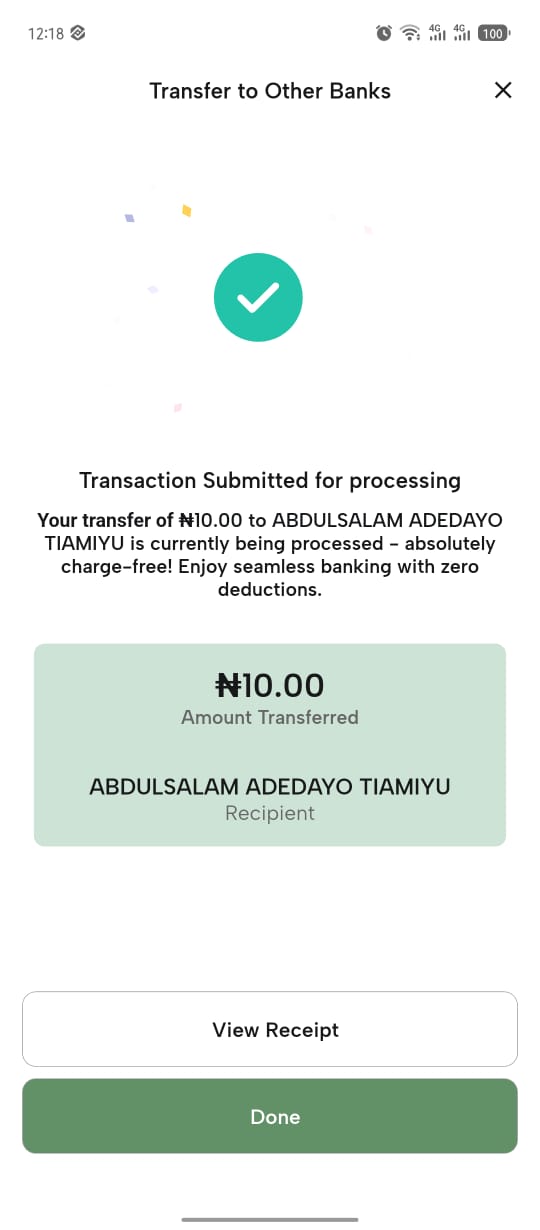 12:18
4G 4G 100
Transfer to Other Banks
Transaction Submitted for processing
Your transfer of ₦10.00 to ABDULSALAM ADEDAYO
TIAMIYU is currently being processed – absolutely
charge-free! Enjoy seamless banking with zero
deductions.
₦10.00
Amount Transferred
ABDULSALAM ADEDAYO TIAMIYU
Recipient
View Receipt
Done